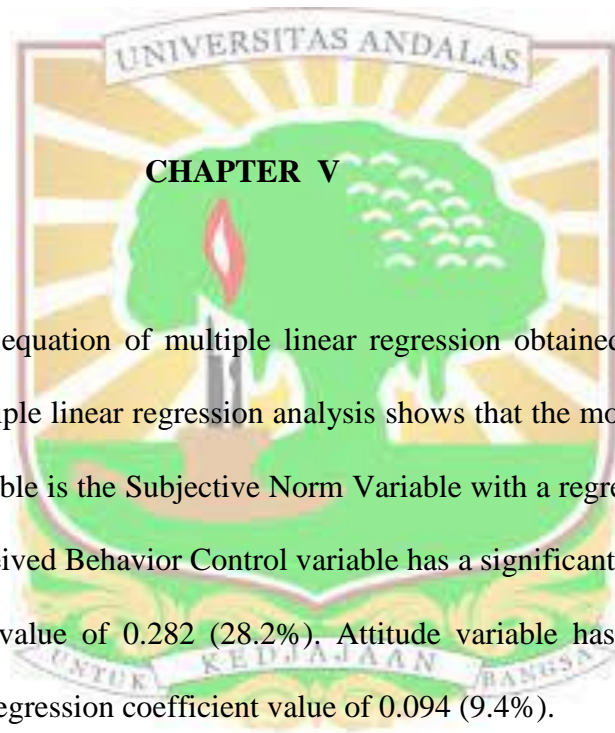 UNIVERSITAS ANDALAS
CHAPTER V
equation of multiple linear regression obtained
ple linear regression analysis shows that the mo
ble is the Subjective Norm Variable with a regre
eived Behavior Control variable has a significant
value of 0.282 (28.2%). Attitude variable has
egression coefficient value of 0.094 (9.4%).
UNTUK KEDJAJAAN BANGSA